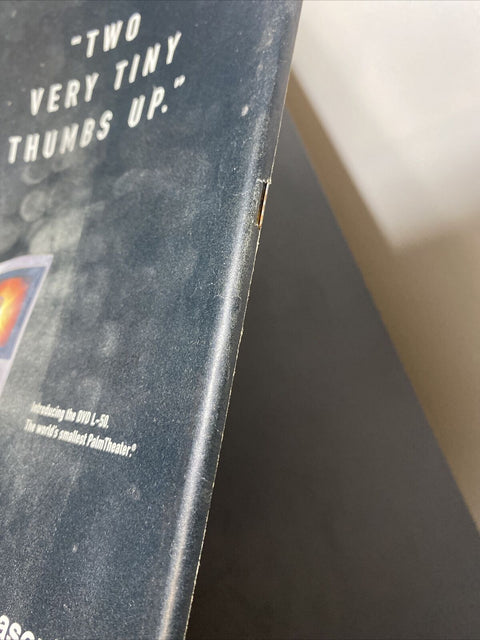 "TWO
VERY TINY
THUMBS UP."
Introducing the DVD L-50.
The world's smallest PalmTheater.®